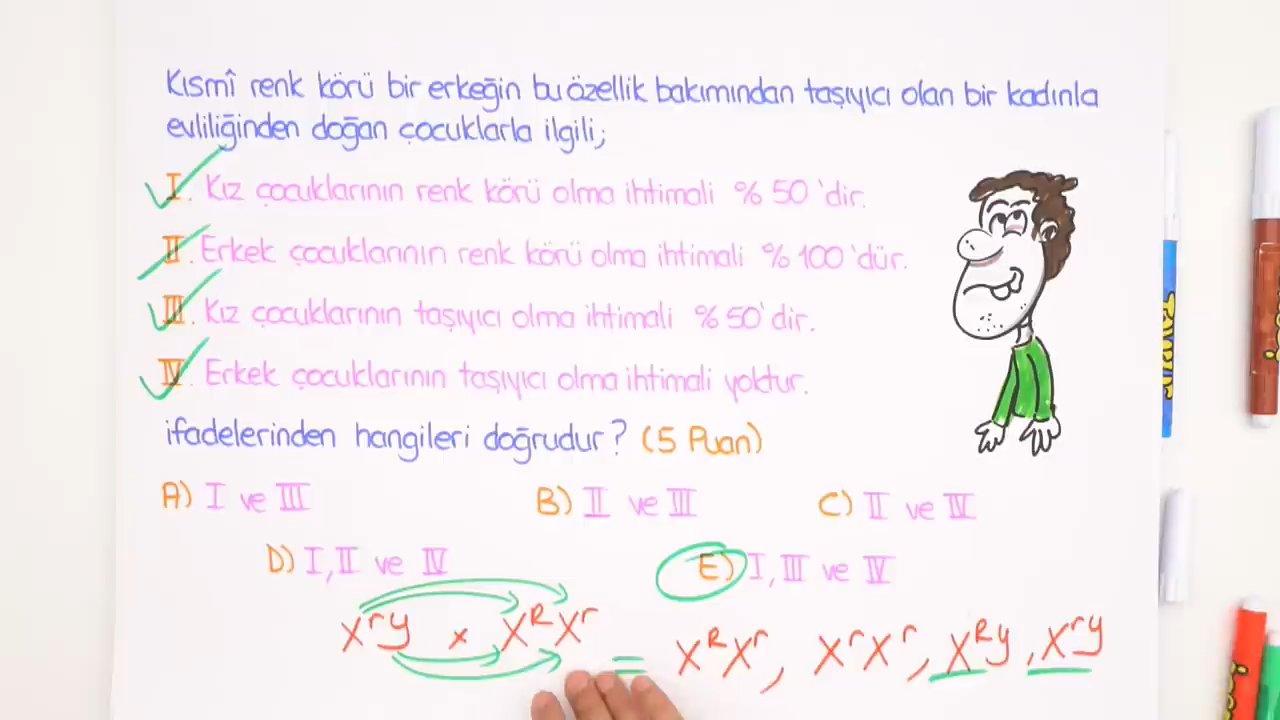 Kısmî renk körü bir erkeğin bu özellik bakımından taşıyıcı olan bir kadınla
evliliğinden doğan çocuklarla ilgili;
I. Kız çocuklarının renk körü olma ihtimali % 50 'dir.
II. Erkek çocuklarının renk körü olma ihtimali % 100 'dür.
III. Kız çocuklarının taşıyıcı olma ihtimali % 50'dir.
IV. Erkek çocuklarının taşıyıcı olma ihtimali yoktur.
ifadelerinden hangileri doğrudur? (5 Puan)
A) I ve III B) II ve III C) II ve IV
D) I, II ve IV E) I, III ve IV
XʳY x XᴿXʳ = XᴿXʳ, XʳXʳ, XᴿY, XʳY